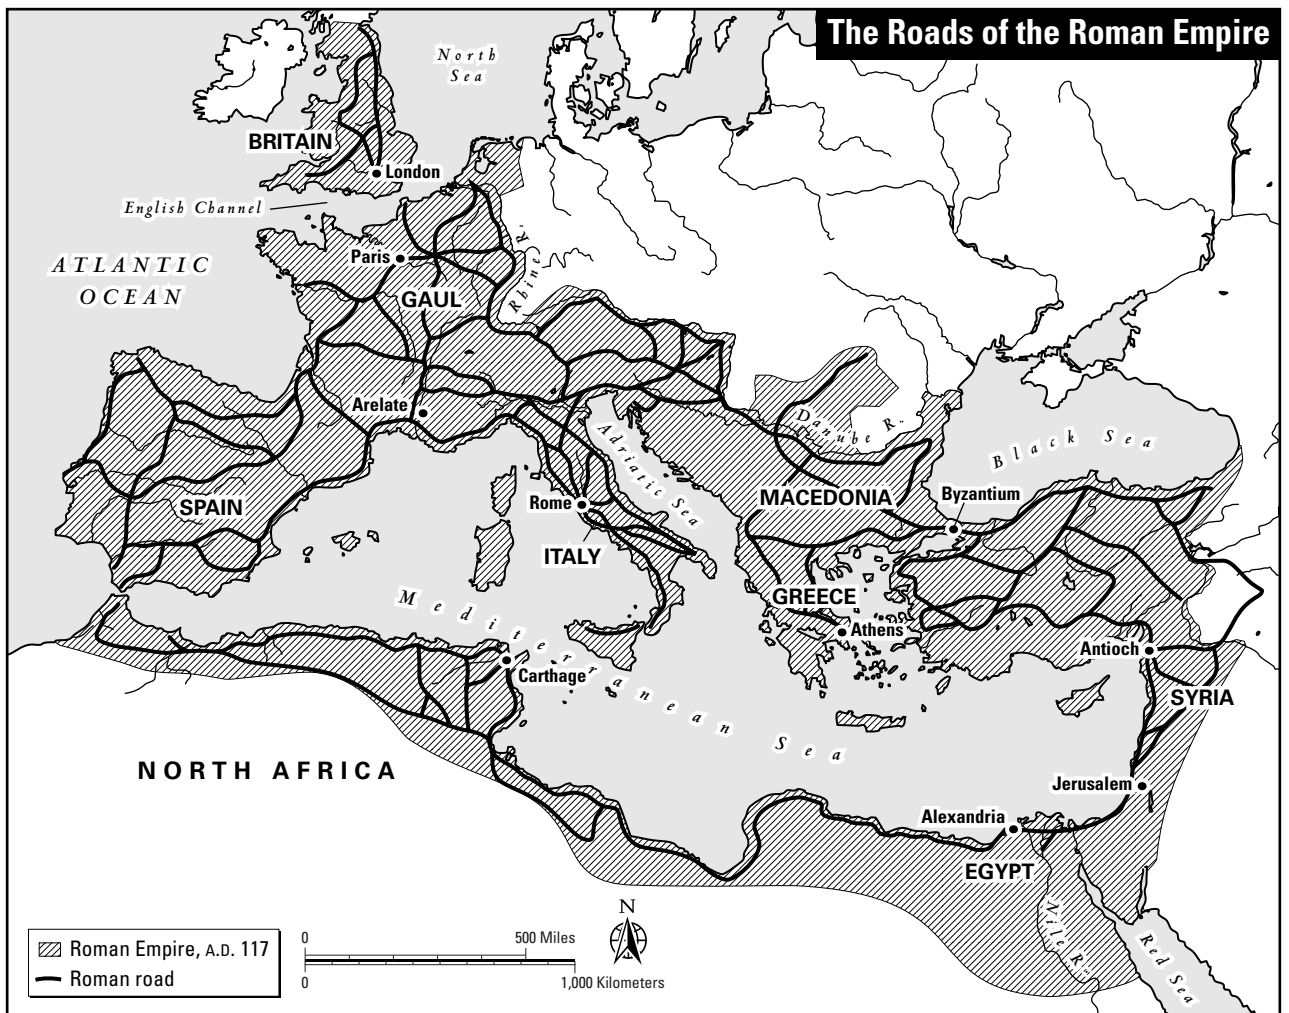 The Roads of the Roman Empire
North
Sea
BRITAIN
London
English Channel
ATLANTIC
OCEAN
Paris
Rhine R.
GAUL
Arelate
Danube R.
Adriatic Sea
Black Sea
SPAIN
Rome
MACEDONIA
Byzantium
ITALY
GREECE
Athens
Mediterranean Sea
Antioch
Carthage
SYRIA
NORTH AFRICA
Jerusalem
Alexandria
EGYPT
Nile R.
Red Sea
N
Roman Empire, A.D. 117
Roman road
0 500 Miles
0 1,000 Kilometers